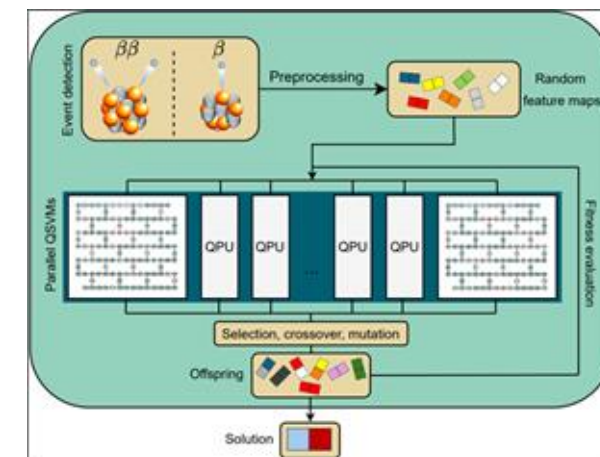 ββ
β
Event detection
Preprocessing
Random
feature maps
Parallel QSVMs
QPU
QPU
...
QPU
QPU
Fitness evaluation
Selection, crossover, mutation
Offspring
Solution